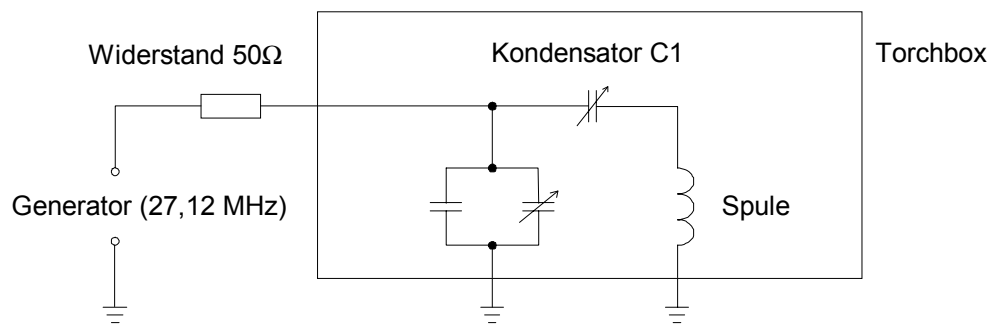 Widerstand 50Ω
Kondensator C1
Torchbox
Generator (27,12 MHz)
Spule